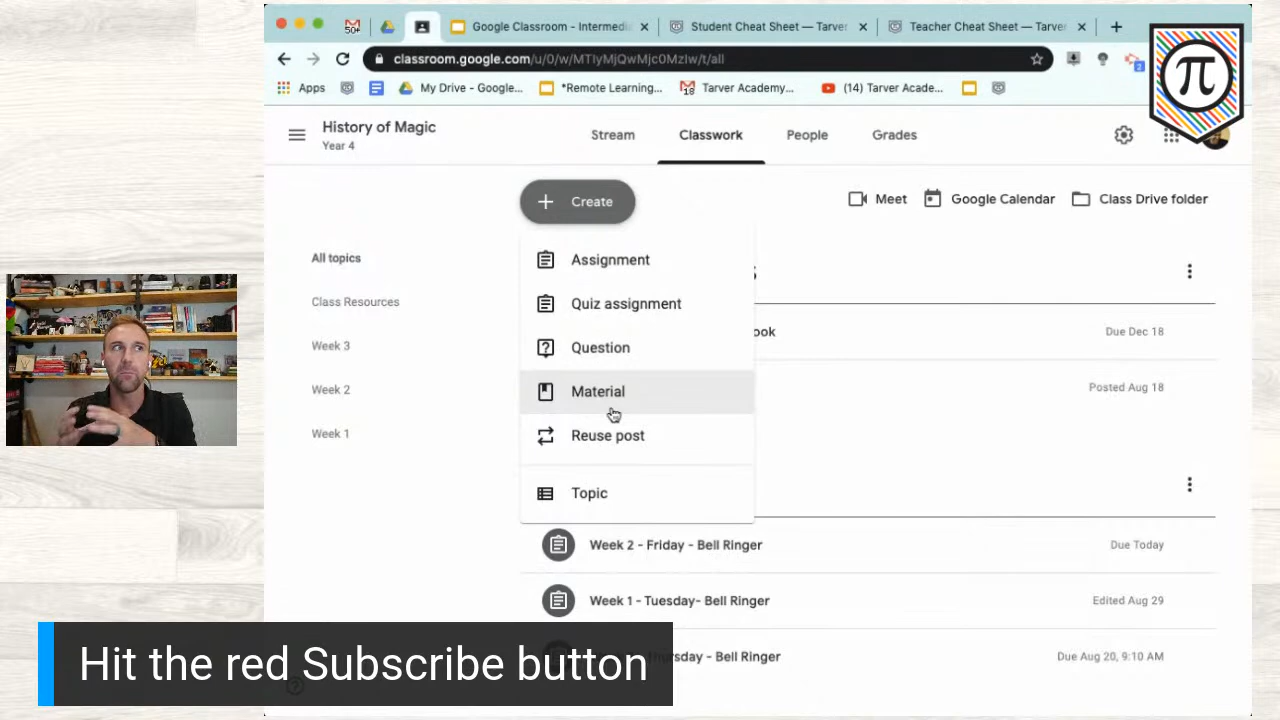 50+
Google Classroom - Intermedi
Student Cheat Sheet — Tarver
Teacher Cheat Sheet — Tarver
classroom.google.com/u/0/w/MTIyMjQwMjc0MzIw/t/all
2
π
Apps
My Drive - Google...
*Remote Learning...
18
Tarver Academy...
(14) Tarver Acade...
History of Magic
Year 4
Stream
Classwork
People
Grades
+ Create
Meet
Google Calendar
Class Drive folder
All topics
Class Resources
Week 3
Week 2
Week 1
Assignment
Quiz assignment
Question
Material
Reuse post
Topic
ook
Due Dec 18
Posted Aug 18
Week 2 - Friday - Bell Ringer
Due Today
Week 1 - Tuesday- Bell Ringer
Edited Aug 29
rsday - Bell Ringer
Due Aug 20, 9:10 AM
Hit the red Subscribe button